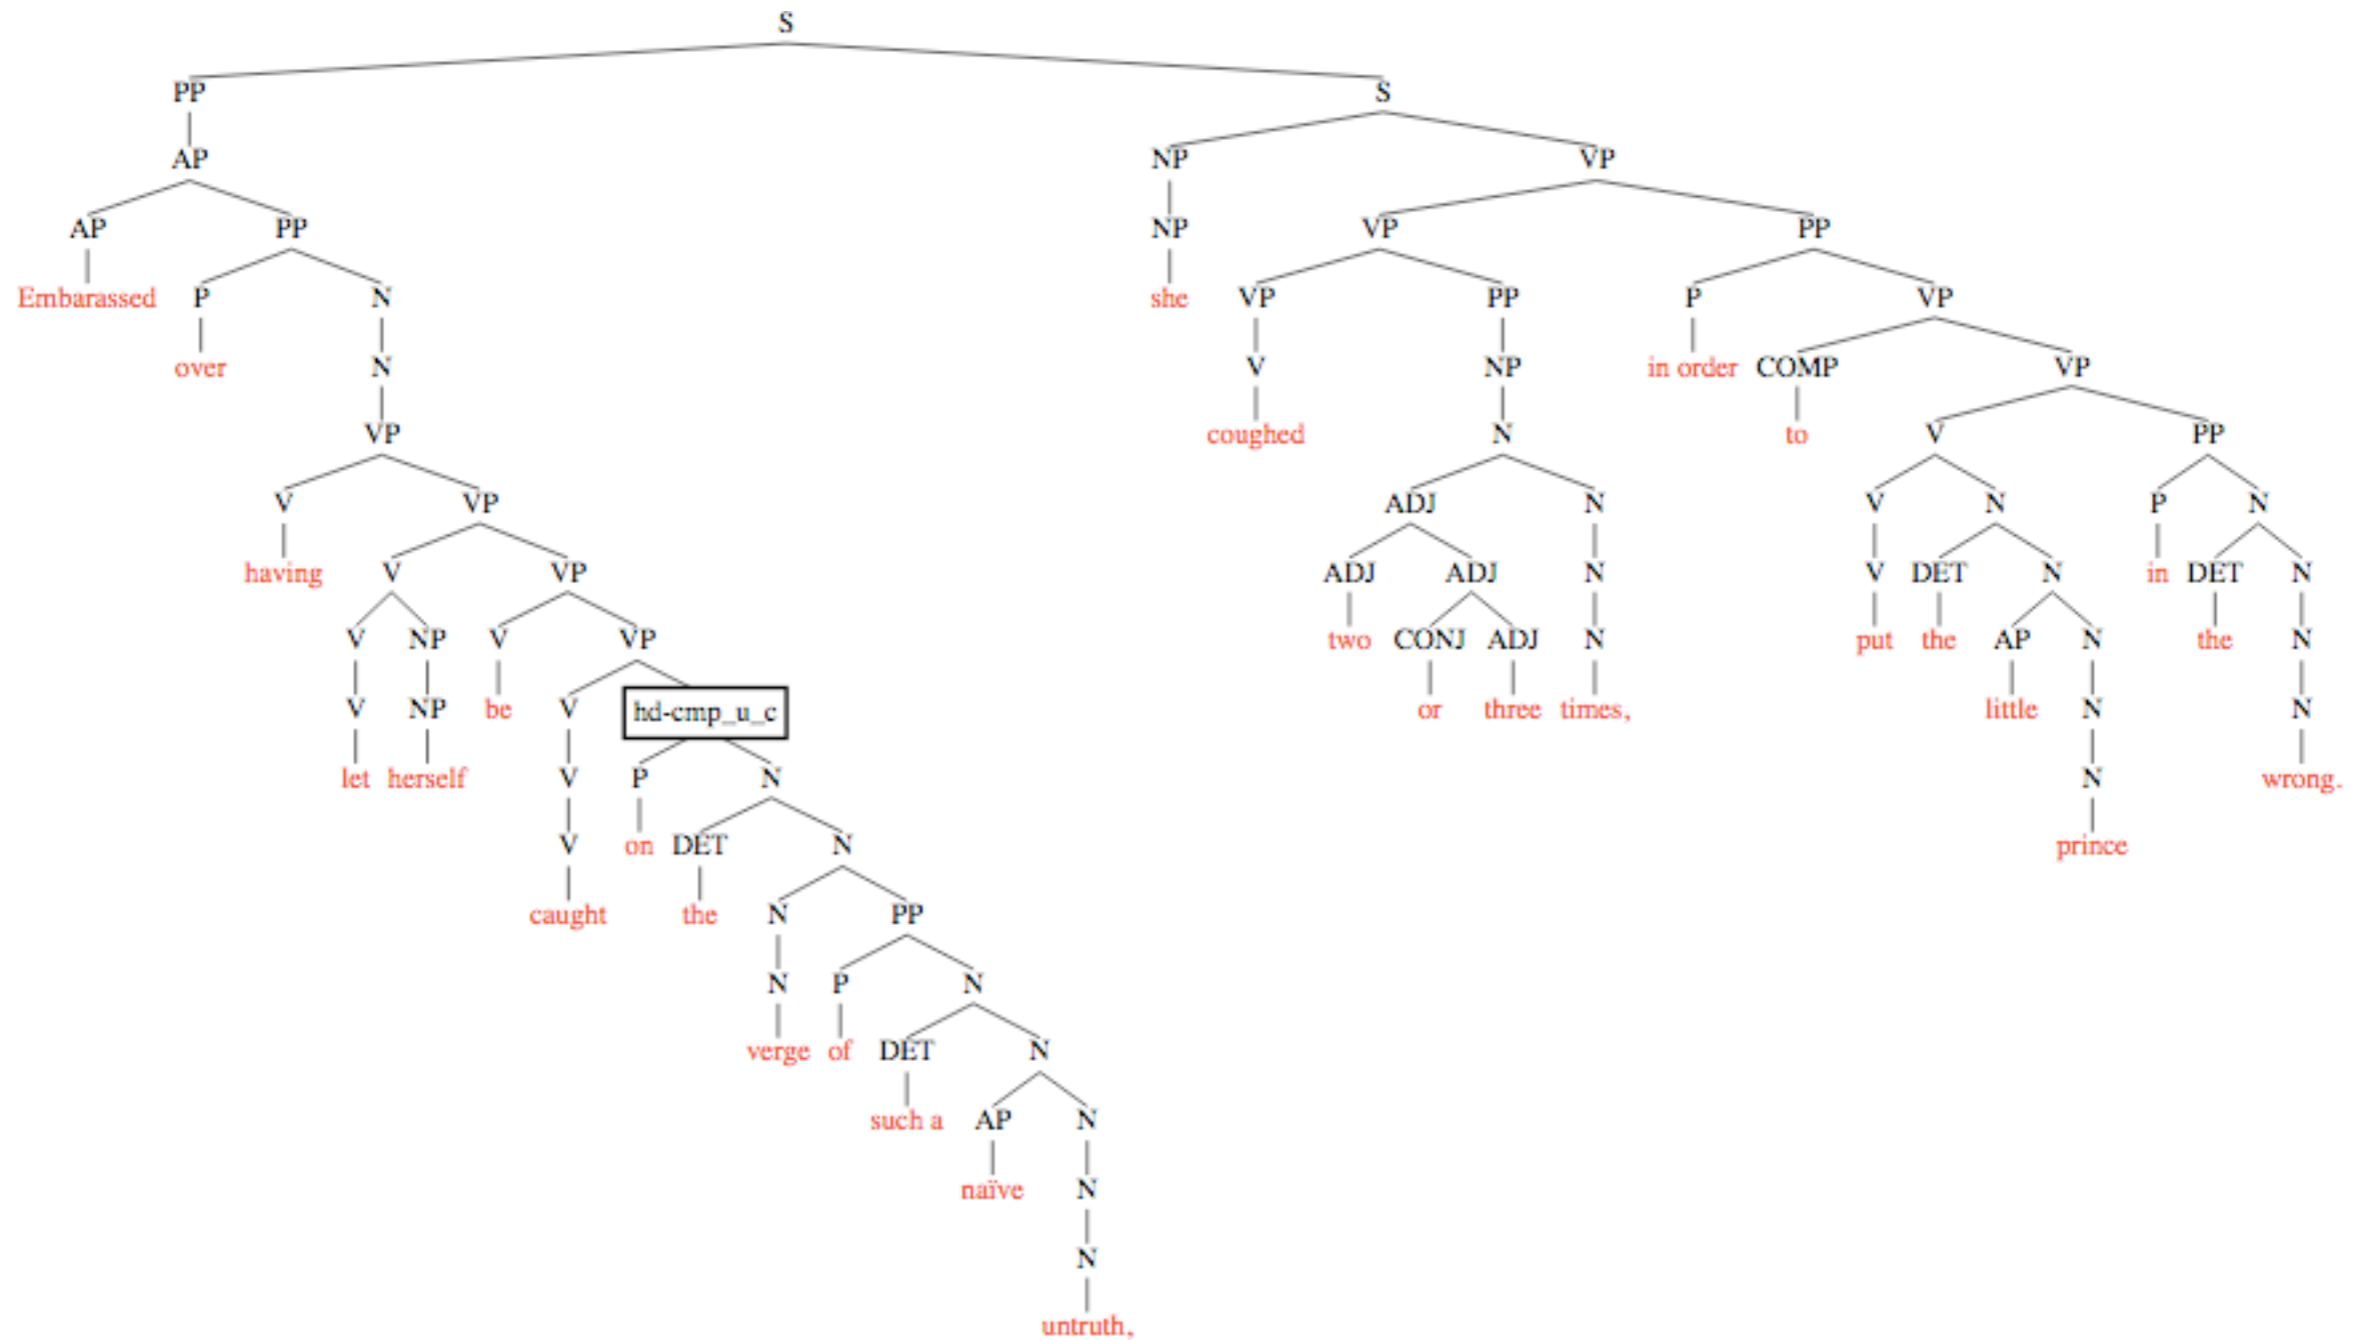 S
PP S
AP NP VP
AP PP NP VP PP
Embarassed P N she VP PP P VP
over N V NP in order COMP VP
VP coughed N to V PP
V VP ADJ N V N P N
having V VP ADJ ADJ N V DET N in DET N
V NP V VP two CONJ ADJ N put the AP N the N
V NP be V hd-cmp_u_c or three times, little N N
let herself V P N N wrong.
V on DET N prince
caught the N PP
N P N
verge of DET N
such a AP N
naïve N
N
untruth,